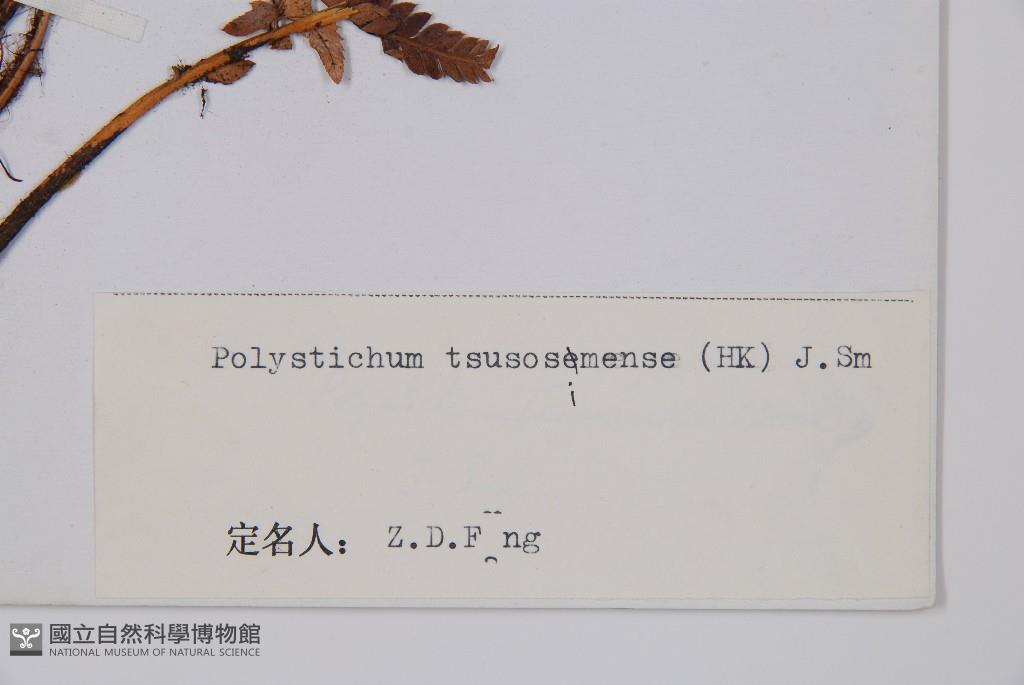 Polystichum tsusosemense (HK) J.Sm
i
定名人： Z.D.F ng
國立自然科學博物館
NATIONAL MUSEUM OF NATURAL SCIENCE